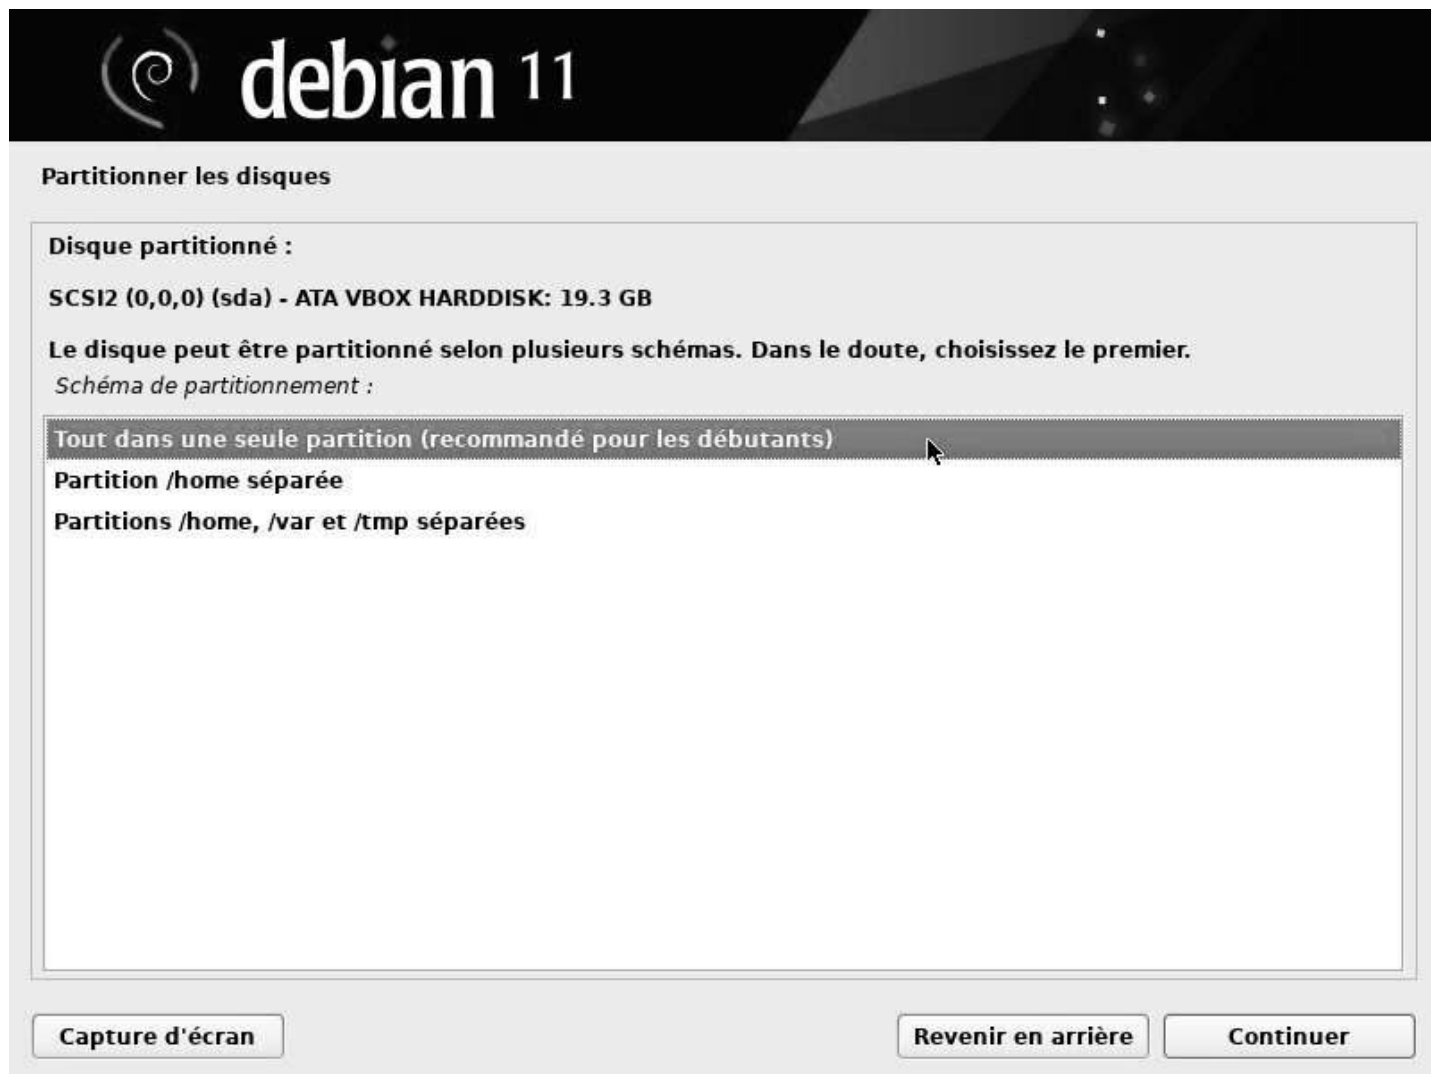 debian 11
Partitionner les disques
Disque partitionné :
SCSI2 (0,0,0) (sda) - ATA VBOX HARDDISK: 19.3 GB
Le disque peut être partitionné selon plusieurs schémas. Dans le doute, choisissez le premier.
Schéma de partitionnement :
Tout dans une seule partition (recommandé pour les débutants)
Partition /home séparée
Partitions /home, /var et /tmp séparées
Capture d'écran
Revenir en arrière
Continuer